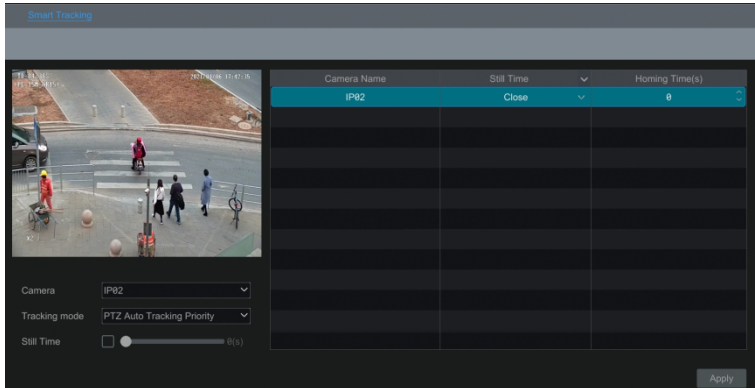 Smart Tracking
Camera Name Still Time Homing Time(s)
IP02 Close 0
Camera IP02
Tracking mode PTZ Auto Tracking Priority
Still Time 0(s)
Apply